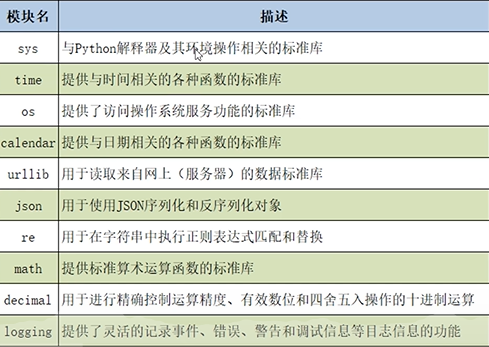 模块名 描述
sys 与Python解释器及其环境操作相关的标准库
time 提供与时间相关的各种函数的标准库
os 提供了访问操作系统服务功能的标准库
calendar 提供与日期相关的各种函数的标准库
urllib 用于读取来自网上（服务器）的数据标准库
json 用于使用JSON序列化和反序列化对象
re 用于在字符串中执行正则表达式匹配和替换
math 提供标准算术运算函数的标准库
decimal 用于进行精确控制运算精度、有效数位和四舍五入操作的十进制运算
logging 提供了灵活的记录事件、错误、警告和调试信息等日志信息的功能